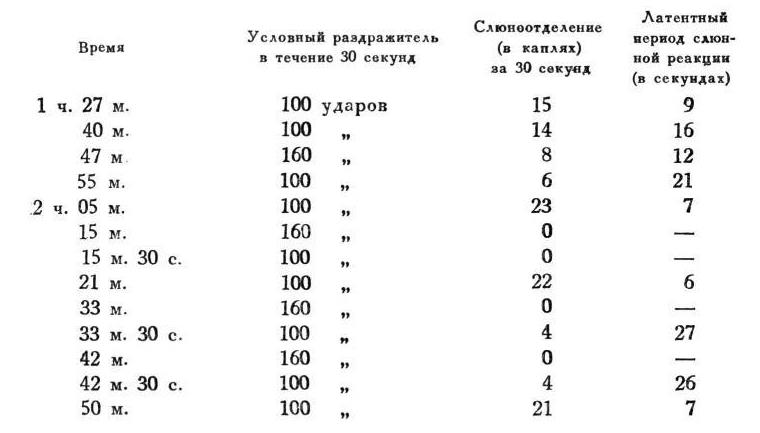 Время Условный раздражитель в течение 30 секунд Слюноотделение (в каплях) за 30 секунд Латентный период слюнной реакции (в секундах)
1 ч. 27 м. 100 ударов 15 9
40 м. 100 „ 14 16
47 м. 160 „ 8 12
55 м. 100 „ 6 21
2 ч. 05 м. 100 „ 23 7
15 м. 160 „ 0 —
15 м. 30 с. 100 „ 0 —
21 м. 100 „ 22 6
33 м. 160 „ 0 —
33 м. 30 с. 100 „ 4 27
42 м. 160 „ 0 —
42 м. 30 с. 100 „ 4 26
50 м. 100 „ 21 7